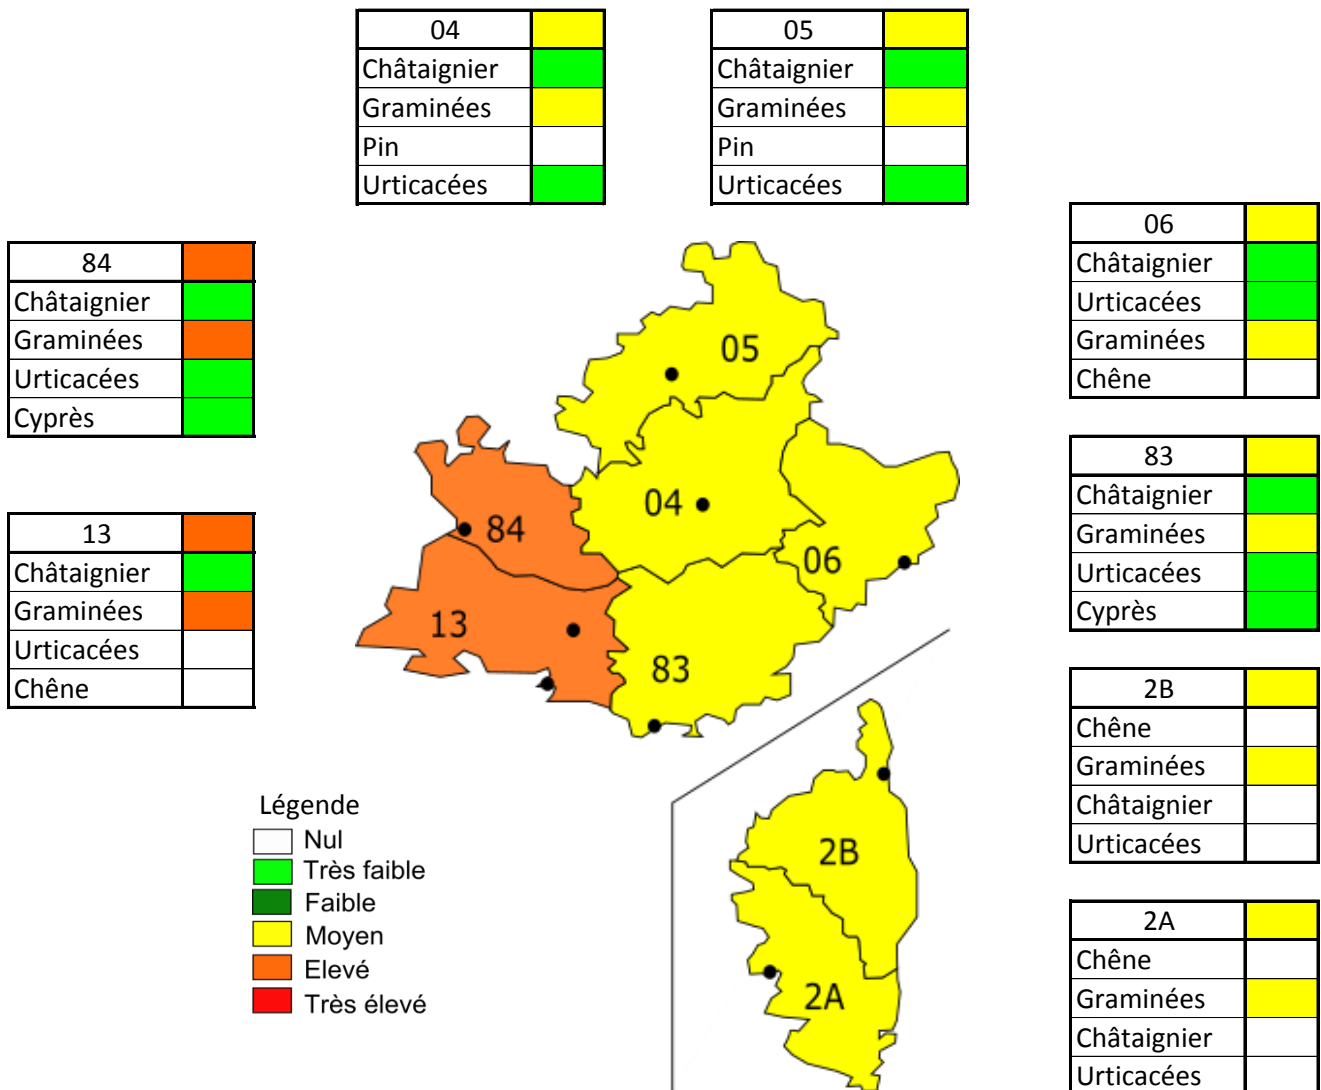 04
Châtaignier
Graminées
Pin
Urticacées
05
Châtaignier
Graminées
Pin
Urticacées
84
Châtaignier
Graminées
Urticacées
Cyprès
13
Châtaignier
Graminées
Urticacées
Chêne
05
04
84
06
13
83
2B
2A
06
Châtaignier
Urticacées
Graminées
Chêne
83
Châtaignier
Graminées
Urticacées
Cyprès
2B
Chêne
Graminées
Châtaignier
Urticacées
2A
Chêne
Graminées
Châtaignier
Urticacées
Légende
Nul
Très faible
Faible
Moyen
Elevé
Très élevé